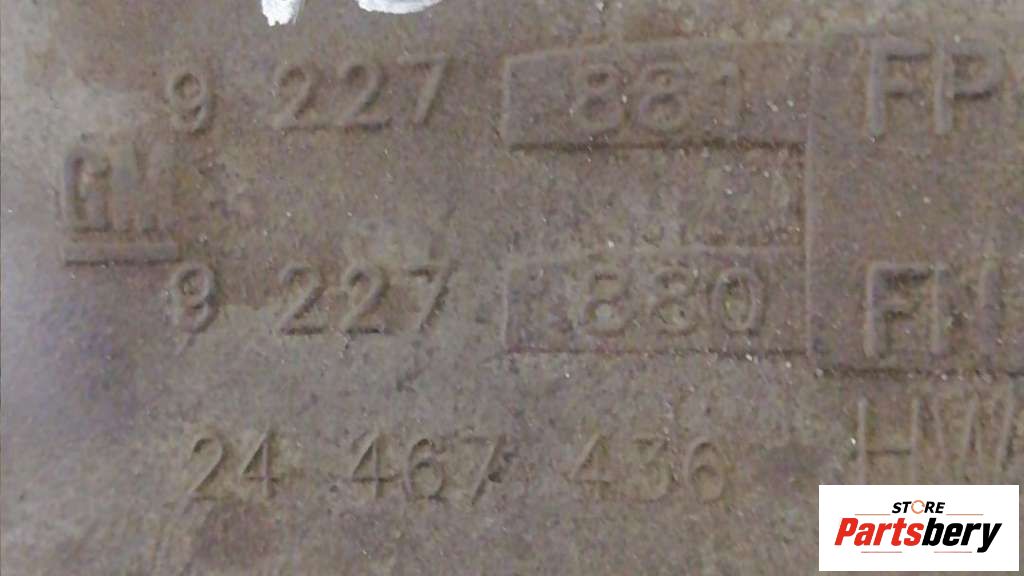 9 227 881 FP
GM
9 227 880 FN
24 467 436 HW
STORE
Partsbery